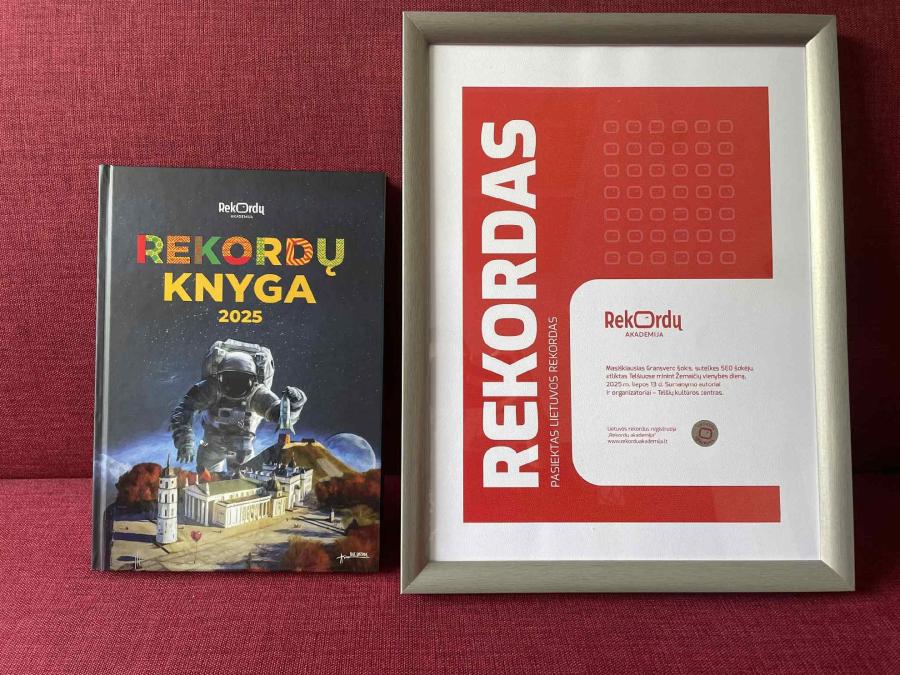 RekOrdų
AKADEMIJA
REKORDŲ
KNYGA
2025
REKORDAS
PASIEKTAS LIETUVOS REKORDAS
RekOrdų
AKADEMIJA
Masiškiausias Gransvero šokis, sutelkęs 560 šokėjų,
atliktas Telšiuose minint Žemaičių vienybės dieną,
2025 m. liepos 13 d. Sumanymo autoriai
ir organizatoriai – Telšių kultūros centras.
Lietuvos rekordus registruoja
„Rekordų akademija“
www.rekorduakademija.lt